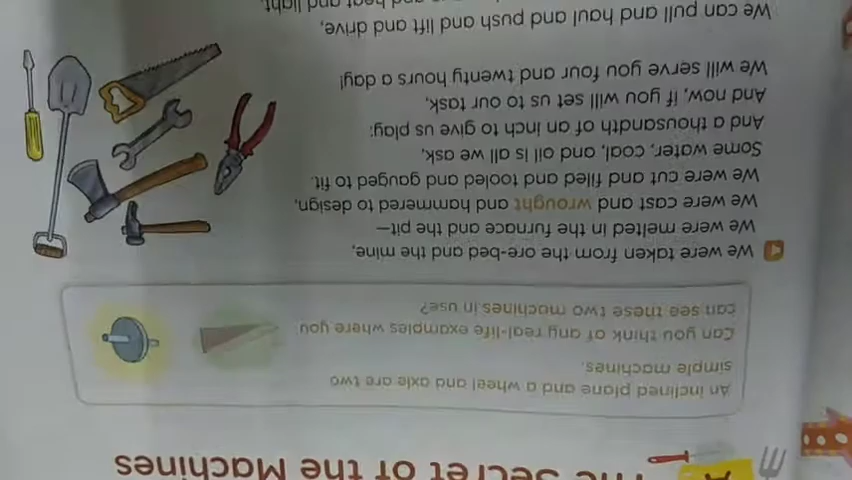 The Secret of the Machines
An inclined plane and a wheel and axle are two
simple machines.
Can you think of any real-life examples where you
can see these two machines in use?
We were taken from the ore-bed and the mine,
We were melted in the furnace and the pit—
We were cast and wrought and hammered to design,
We were cut and filed and tooled and gauged to fit.
Some water, coal, and oil is all we ask,
And a thousandth of an inch to give us play:
And now, if you will set us to our task,
We will serve you four and twenty hours a day!
We can pull and haul and push and lift and drive,
and heat and light,